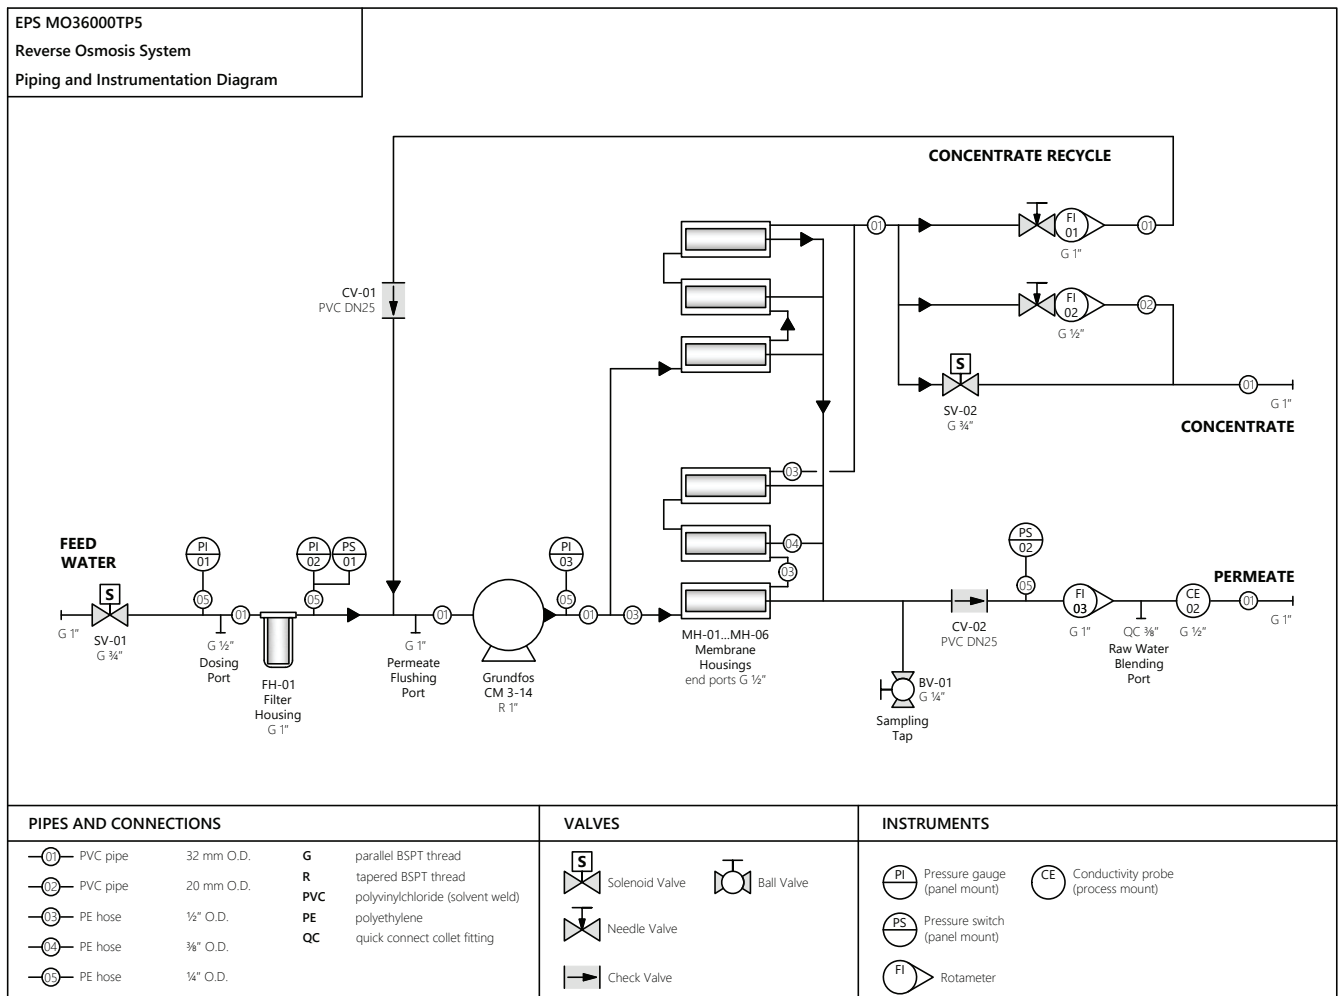 EPS MO36000TP5
Reverse Osmosis System
Piping and Instrumentation Diagram
CONCENTRATE RECYCLE
01
FI
01
01
G 1"
CV-01
PVC DN25
FI
02
02
G ½"
S
SV-02
G ¾"
01
G 1"
CONCENTRATE
03
04
03
FEED
WATER
G 1"
S
SV-01
G ¾"
PI
01
05
01
G ½"
Dosing
Port
FH-01
Filter
Housing
G 1"
PI
02
PS
01
05
01
G 1"
Permeate
Flushing
Port
Grundfos
CM 3-14
R 1"
PI
03
05
01
03
MH-01...MH-06
Membrane
Housings
end ports G ½"
BV-01
G ¼"
Sampling
Tap
CV-02
PVC DN25
PS
02
05
FI
03
G 1"
QC ⅜"
Raw Water
Blending
Port
CE
02
G ½"
PERMEATE
01
G 1"
PIPES AND CONNECTIONS
01 PVC pipe 32 mm O.D.
02 PVC pipe 20 mm O.D.
03 PE hose ½" O.D.
04 PE hose ⅜" O.D.
05 PE hose ¼" O.D.
G parallel BSPT thread
R tapered BSPT thread
PVC polyvinylchloride (solvent weld)
PE polyethylene
QC quick connect collet fitting
VALVES
S Solenoid Valve
Ball Valve
Needle Valve
Check Valve
INSTRUMENTS
PI Pressure gauge
(panel mount)
CE Conductivity probe
(process mount)
PS Pressure switch
(panel mount)
FI Rotameter